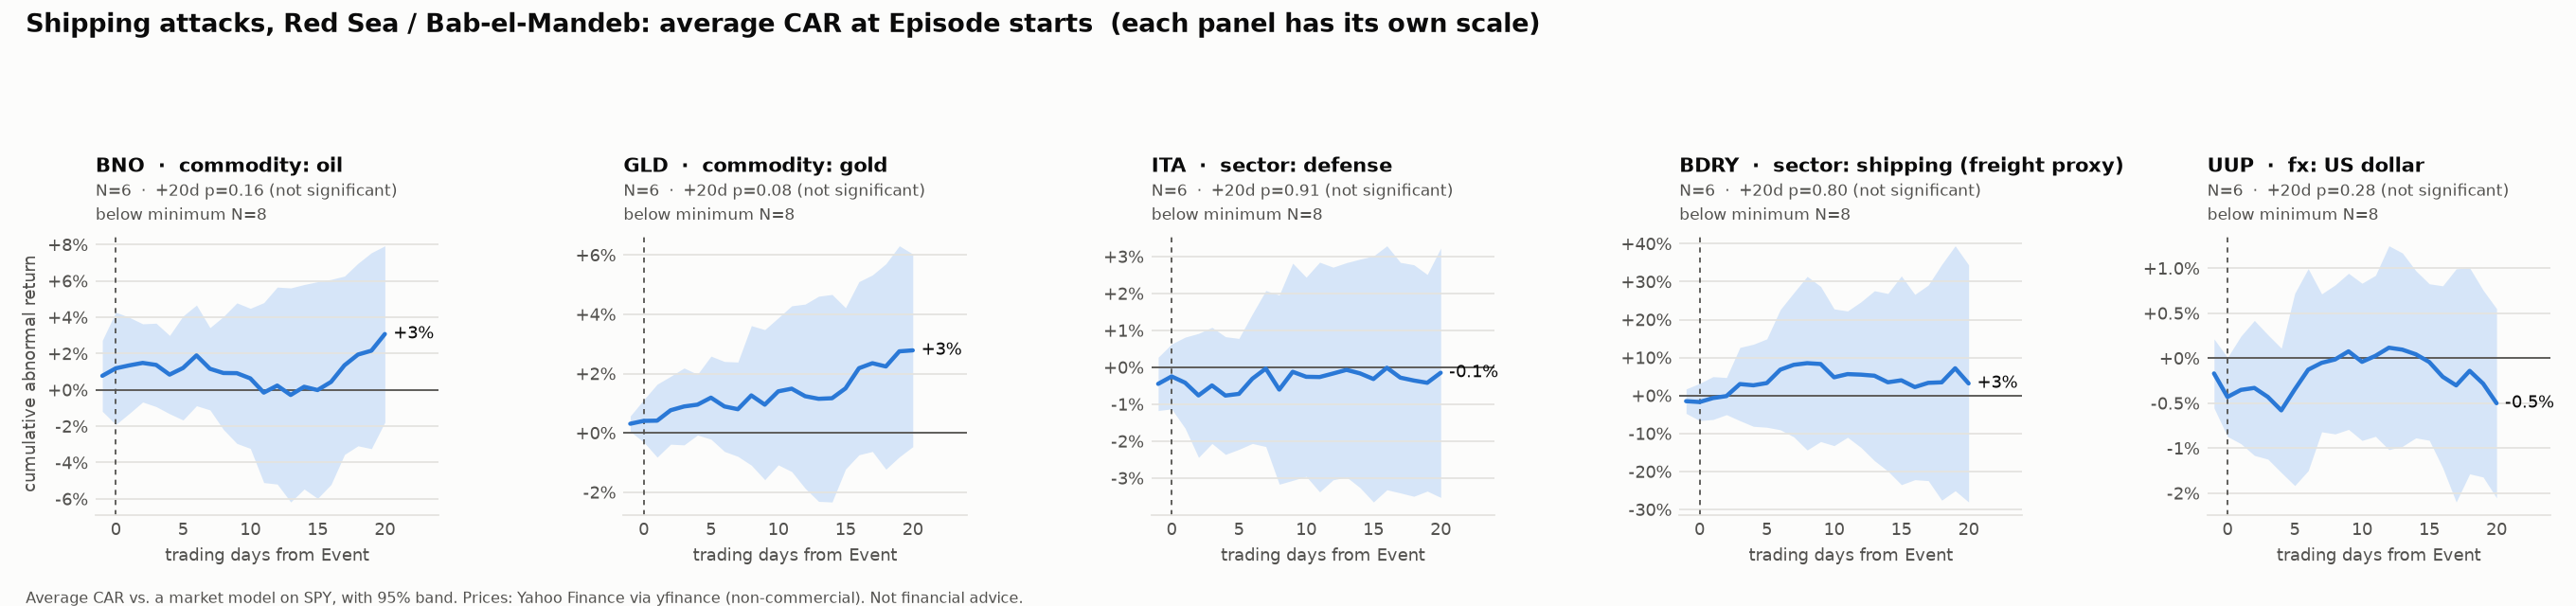 Shipping attacks, Red Sea / Bab-el-Mandeb: average CAR at Episode starts  (each panel has its own scale)
BNO · commodity: oil
N=6 · +20d p=0.16 (not significant)
below minimum N=8
cumulative abnormal return
+8%
+6%
+4%
+2%
+0%
-2%
-4%
-6%
+3%
0 5 10 15 20
trading days from Event
GLD · commodity: gold
N=6 · +20d p=0.08 (not significant)
below minimum N=8
+6%
+4%
+2%
+0%
-2%
+3%
0 5 10 15 20
trading days from Event
ITA · sector: defense
N=6 · +20d p=0.91 (not significant)
below minimum N=8
+3%
+2%
+1%
+0%
-1%
-2%
-3%
-0.1%
0 5 10 15 20
trading days from Event
BDRY · sector: shipping (freight proxy)
N=6 · +20d p=0.80 (not significant)
below minimum N=8
+40%
+30%
+20%
+10%
+0%
-10%
-20%
-30%
+3%
0 5 10 15 20
trading days from Event
UUP · fx: US dollar
N=6 · +20d p=0.28 (not significant)
below minimum N=8
+1.0%
+0.5%
+0%
-0.5%
-1%
-2%
-0.5%
0 5 10 15 20
trading days from Event
Average CAR vs. a market model on SPY, with 95% band. Prices: Yahoo Finance via yfinance (non-commercial). Not financial advice.